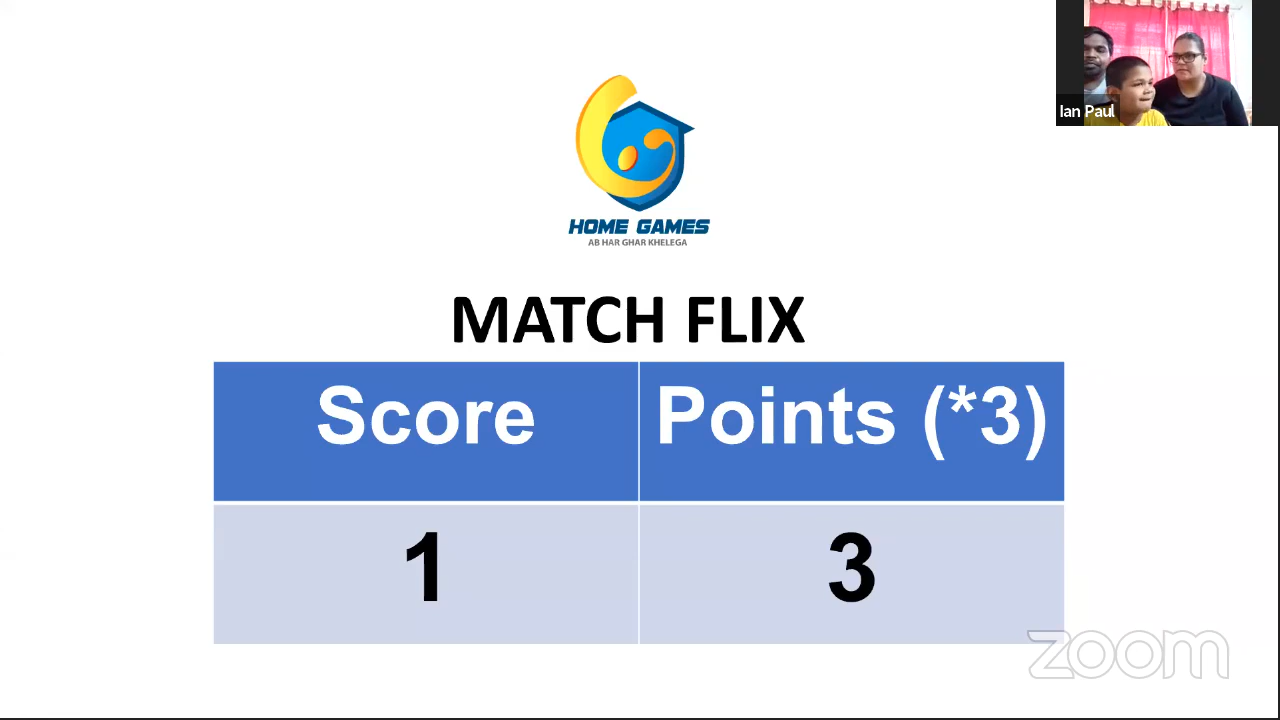 Ian Paul
HOME GAMES
AB HAR GHAR KHELEGA
MATCH FLIX
Score
Points (*3)
1
3
zoom